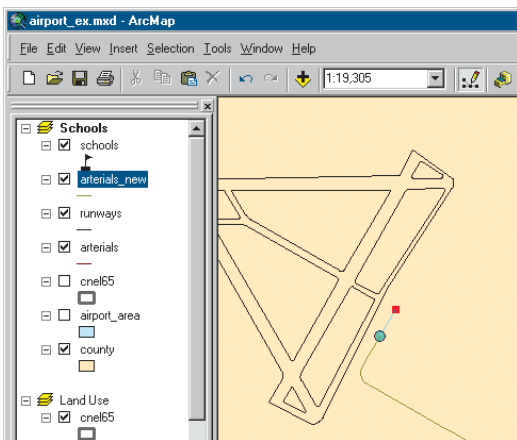 airport_ex.mxd - ArcMap
File Edit View Insert Selection Tools Window Help
1:19,305
Schools
schools
arterials_new
runways
arterials
cnel65
airport_area
county
Land Use
cnel65